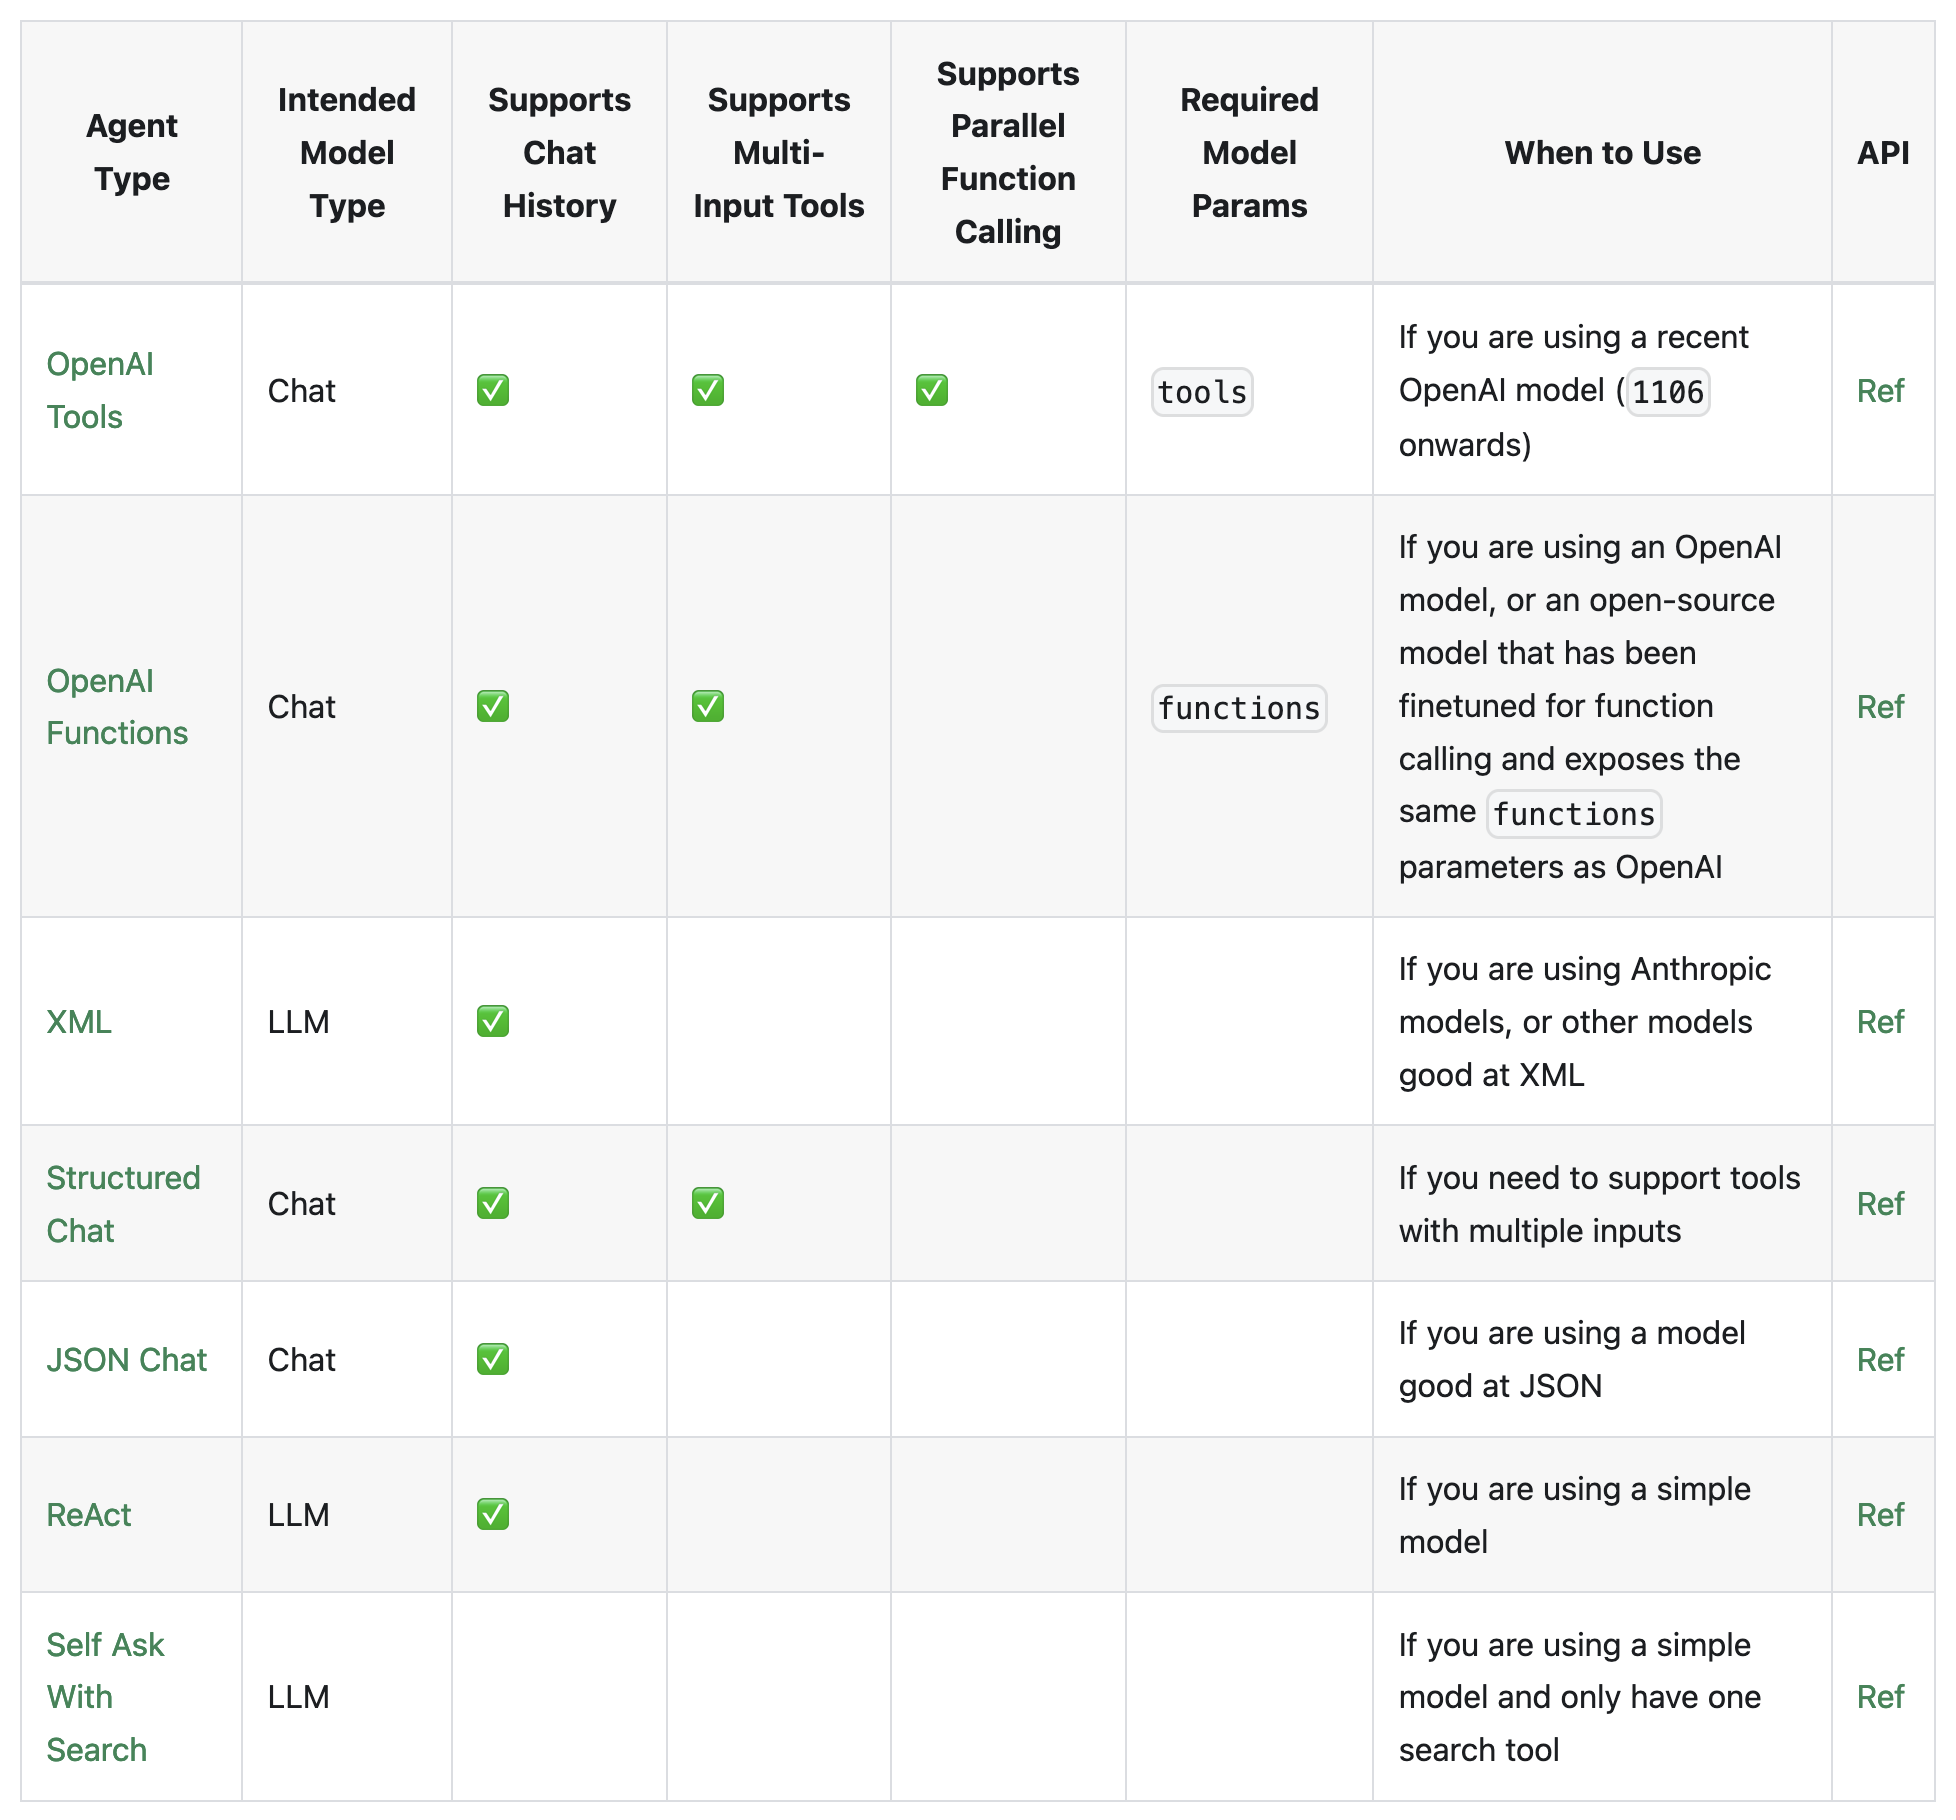 Agent
Type
Intended
Model
Type
Supports
Chat
History
Supports
Multi-
Input Tools
Supports
Parallel
Function
Calling
Required
Model
Params
When to Use
API
OpenAI
Tools
Chat
✅
✅
✅
tools
If you are using a recent
OpenAI model (1106
onwards)
Ref
OpenAI
Functions
Chat
✅
✅
functions
If you are using an OpenAI
model, or an open-source
model that has been
finetuned for function
calling and exposes the
same functions
parameters as OpenAI
Ref
XML
LLM
✅
If you are using Anthropic
models, or other models
good at XML
Ref
Structured
Chat
Chat
✅
✅
If you need to support tools
with multiple inputs
Ref
JSON Chat
Chat
✅
If you are using a model
good at JSON
Ref
ReAct
LLM
✅
If you are using a simple
model
Ref
Self Ask
With
Search
LLM
If you are using a simple
model and only have one
search tool
Ref